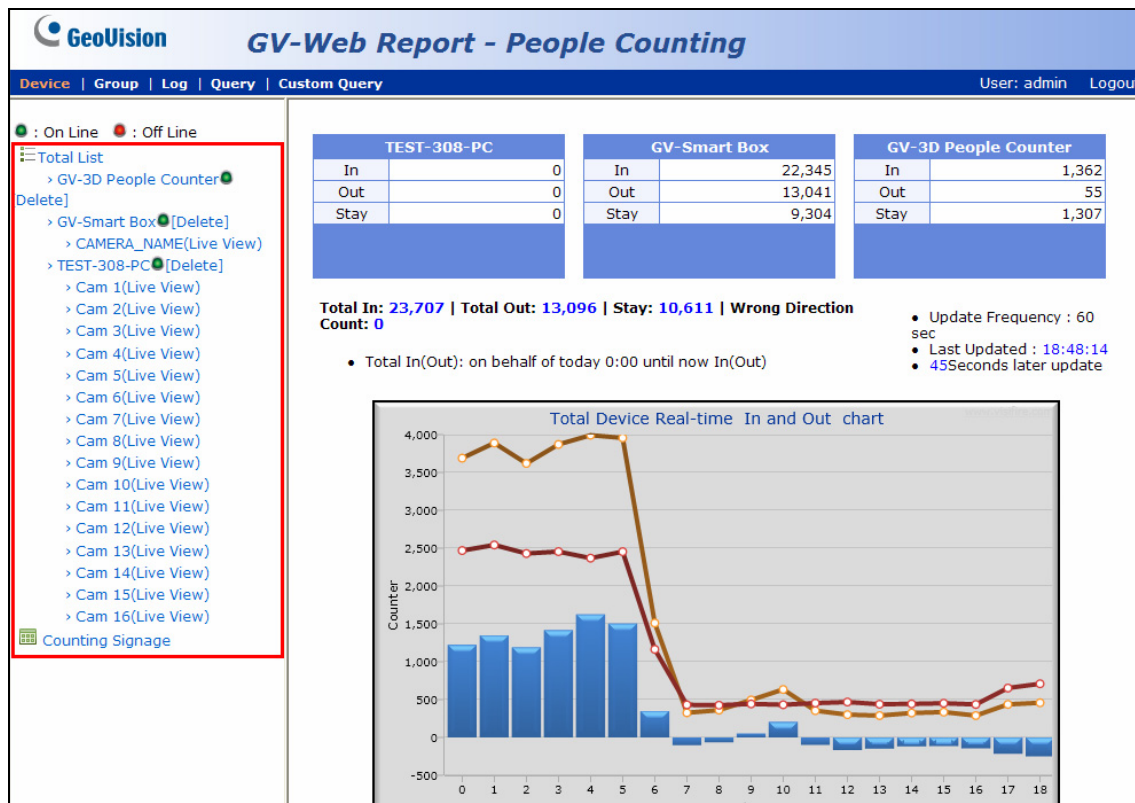 GeoVision
GV-Web Report - People Counting
Device | Group | Log | Query | Custom Query
User: admin Logou
: On Line : Off Line
Total List
› GV-3D People Counter
Delete]
› GV-Smart Box [Delete]
› CAMERA_NAME(Live View)
› TEST-308-PC [Delete]
› Cam 1(Live View)
› Cam 2(Live View)
› Cam 3(Live View)
› Cam 4(Live View)
› Cam 5(Live View)
› Cam 6(Live View)
› Cam 7(Live View)
› Cam 8(Live View)
› Cam 9(Live View)
› Cam 10(Live View)
› Cam 11(Live View)
› Cam 12(Live View)
› Cam 13(Live View)
› Cam 14(Live View)
› Cam 15(Live View)
› Cam 16(Live View)
Counting Signage
TEST-308-PC
In 0
Out 0
Stay 0
GV-Smart Box
In 22,345
Out 13,041
Stay 9,304
GV-3D People Counter
In 1,362
Out 55
Stay 1,307
Total In: 23,707 | Total Out: 13,096 | Stay: 10,611 | Wrong Direction
Count: 0
• Total In(Out): on behalf of today 0:00 until now In(Out)
• Update Frequency : 60
sec
• Last Updated : 18:48:14
• 45Seconds later update
Total Device Real-time In and Out chart
Counter
4,000
3,500
3,000
2,500
2,000
1,500
1,000
500
0
-500
0 1 2 3 4 5 6 7 8 9 10 11 12 13 14 15 16 17 18